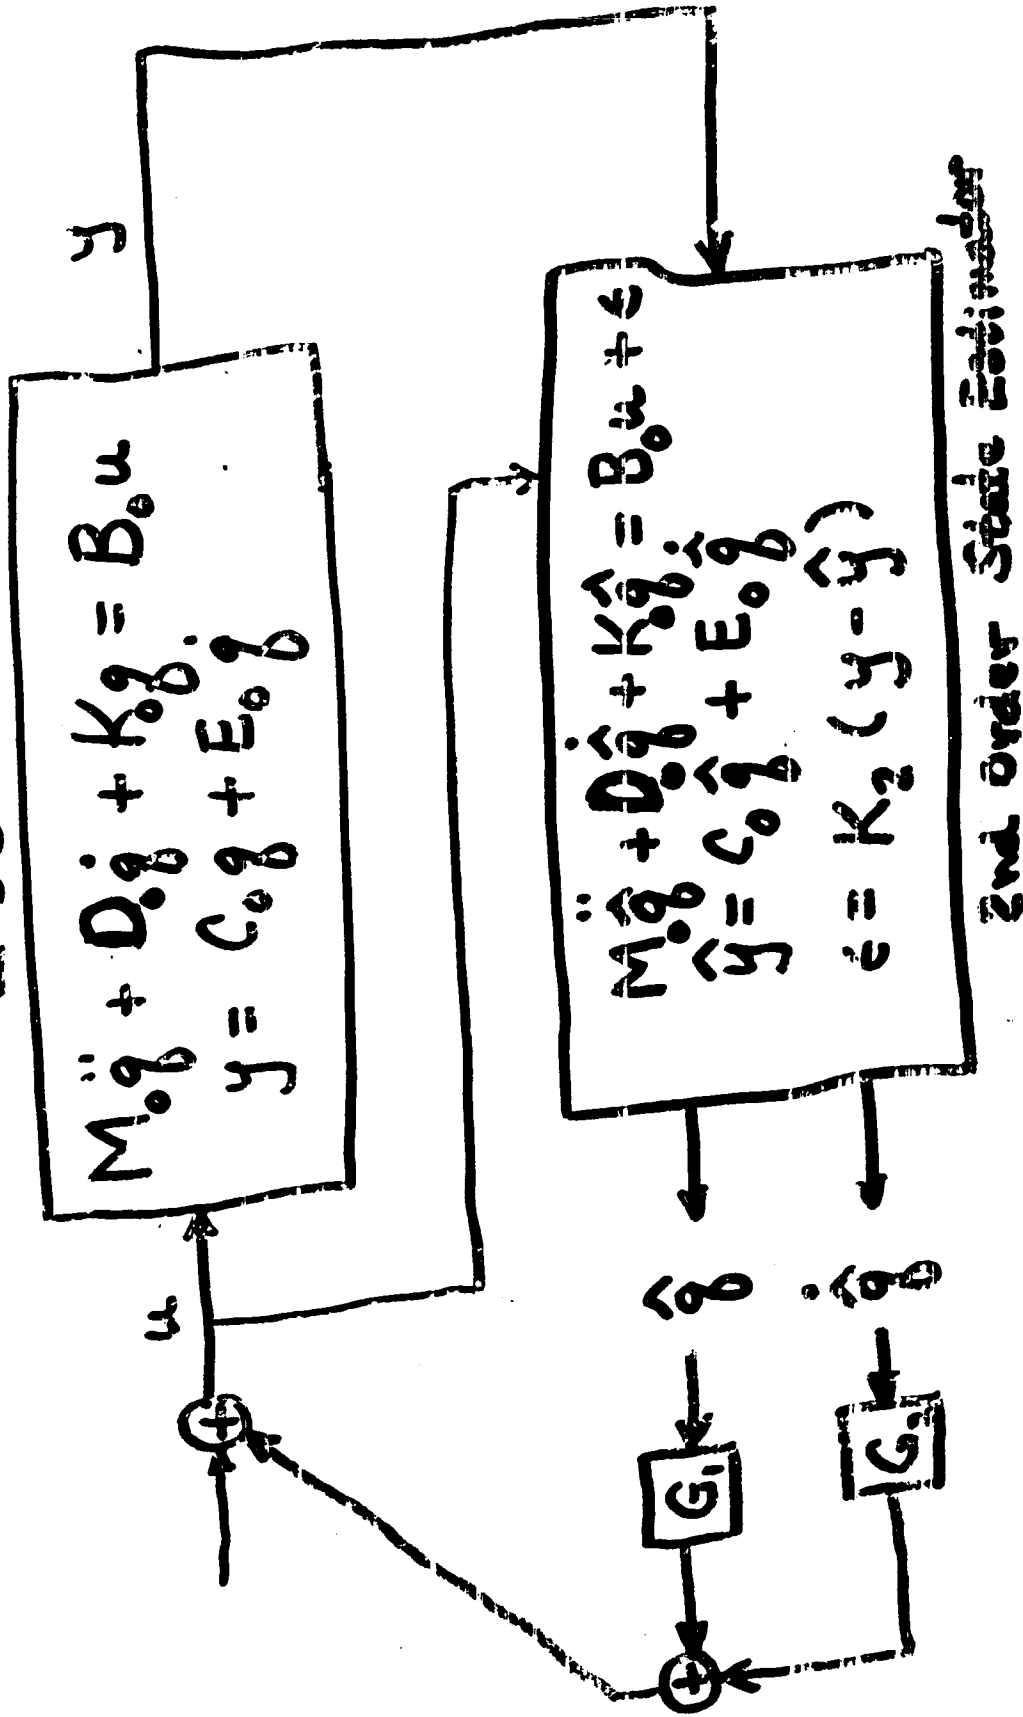 u
M₀q̈ + D₀q̇ + K₀q = B₀u
y = C₀q + E₀q̇
y
M₀q̂̈ + D₀q̂̇ + K₀q̂ = B₀u + ε
ŷ = C₀q̂ + E₀q̂̇
ε = K₂(y - ŷ)
+
q̂
q̂̇
G₁
G₂
+
2nd Order State Estimator